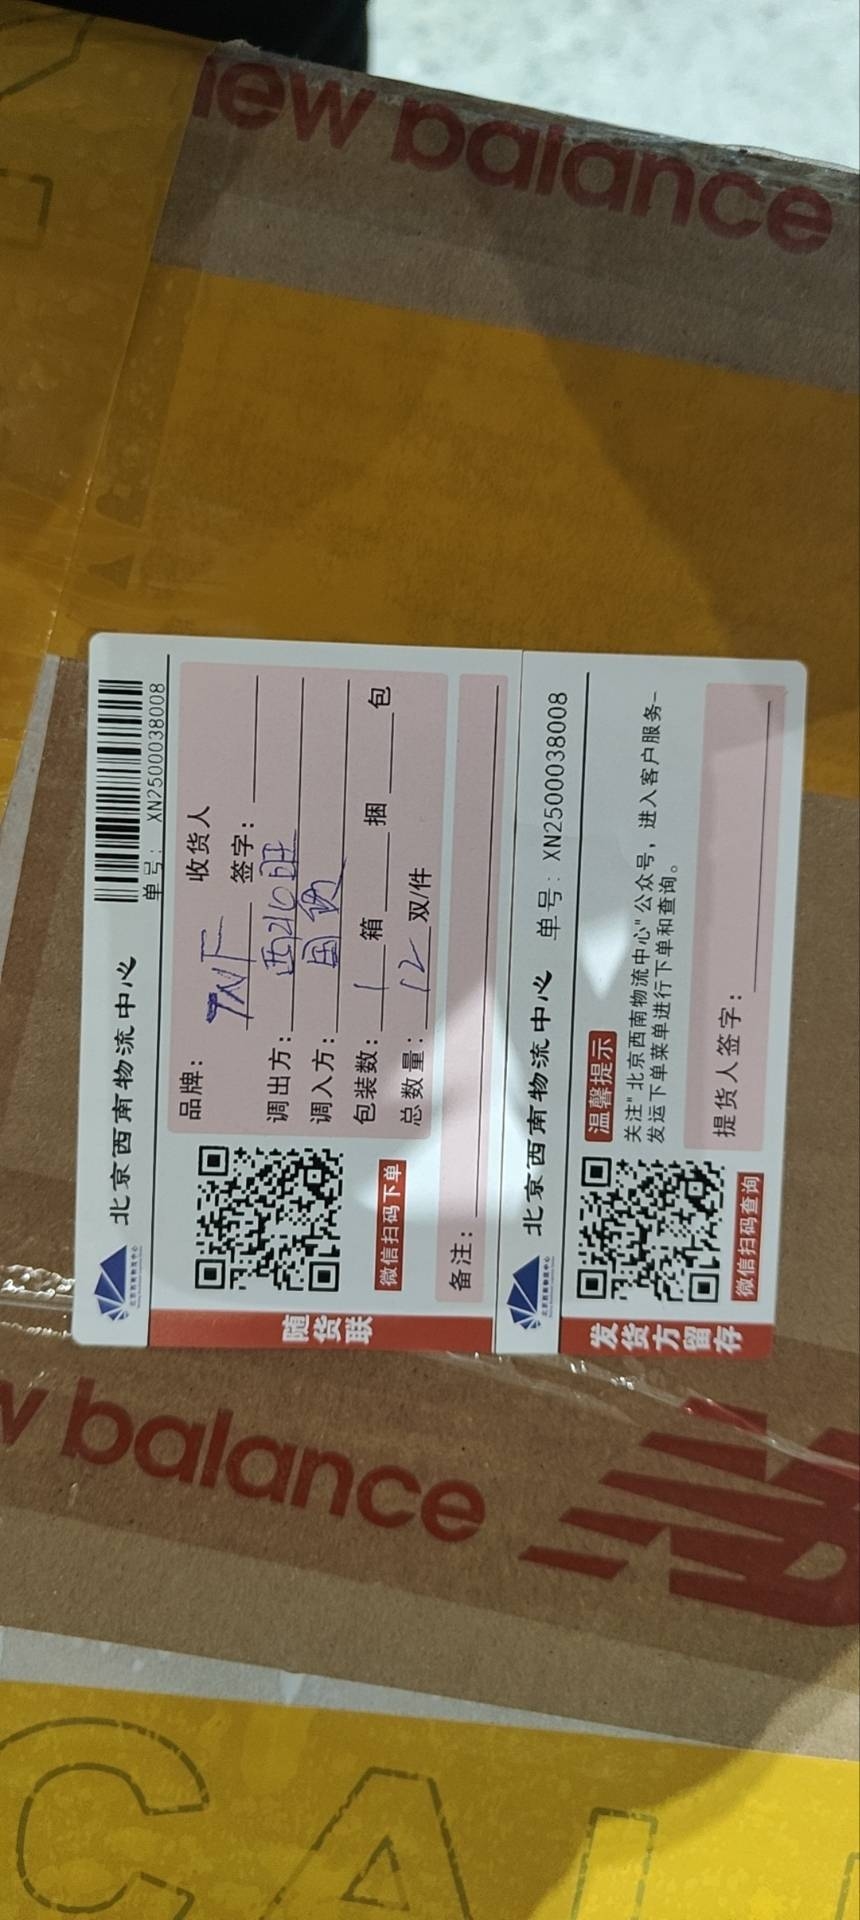 new balance
北京西南物流中心
单号： XN2500038008
品牌： TNF 收货人
签字：
调出方：西北旺
调入方：国贸
包装数： 1 箱 捆 包
总数量： 12 双/件
微信扫码下单
备注：
随货联
北京西南物流中心 单号：XN2500038008
温馨提示
关注"北京西南物流中心"公众号，进入客户服务-
发运下单菜单进行下单和查询。
提货人签字：
微信扫码查询
发货方留存
balance